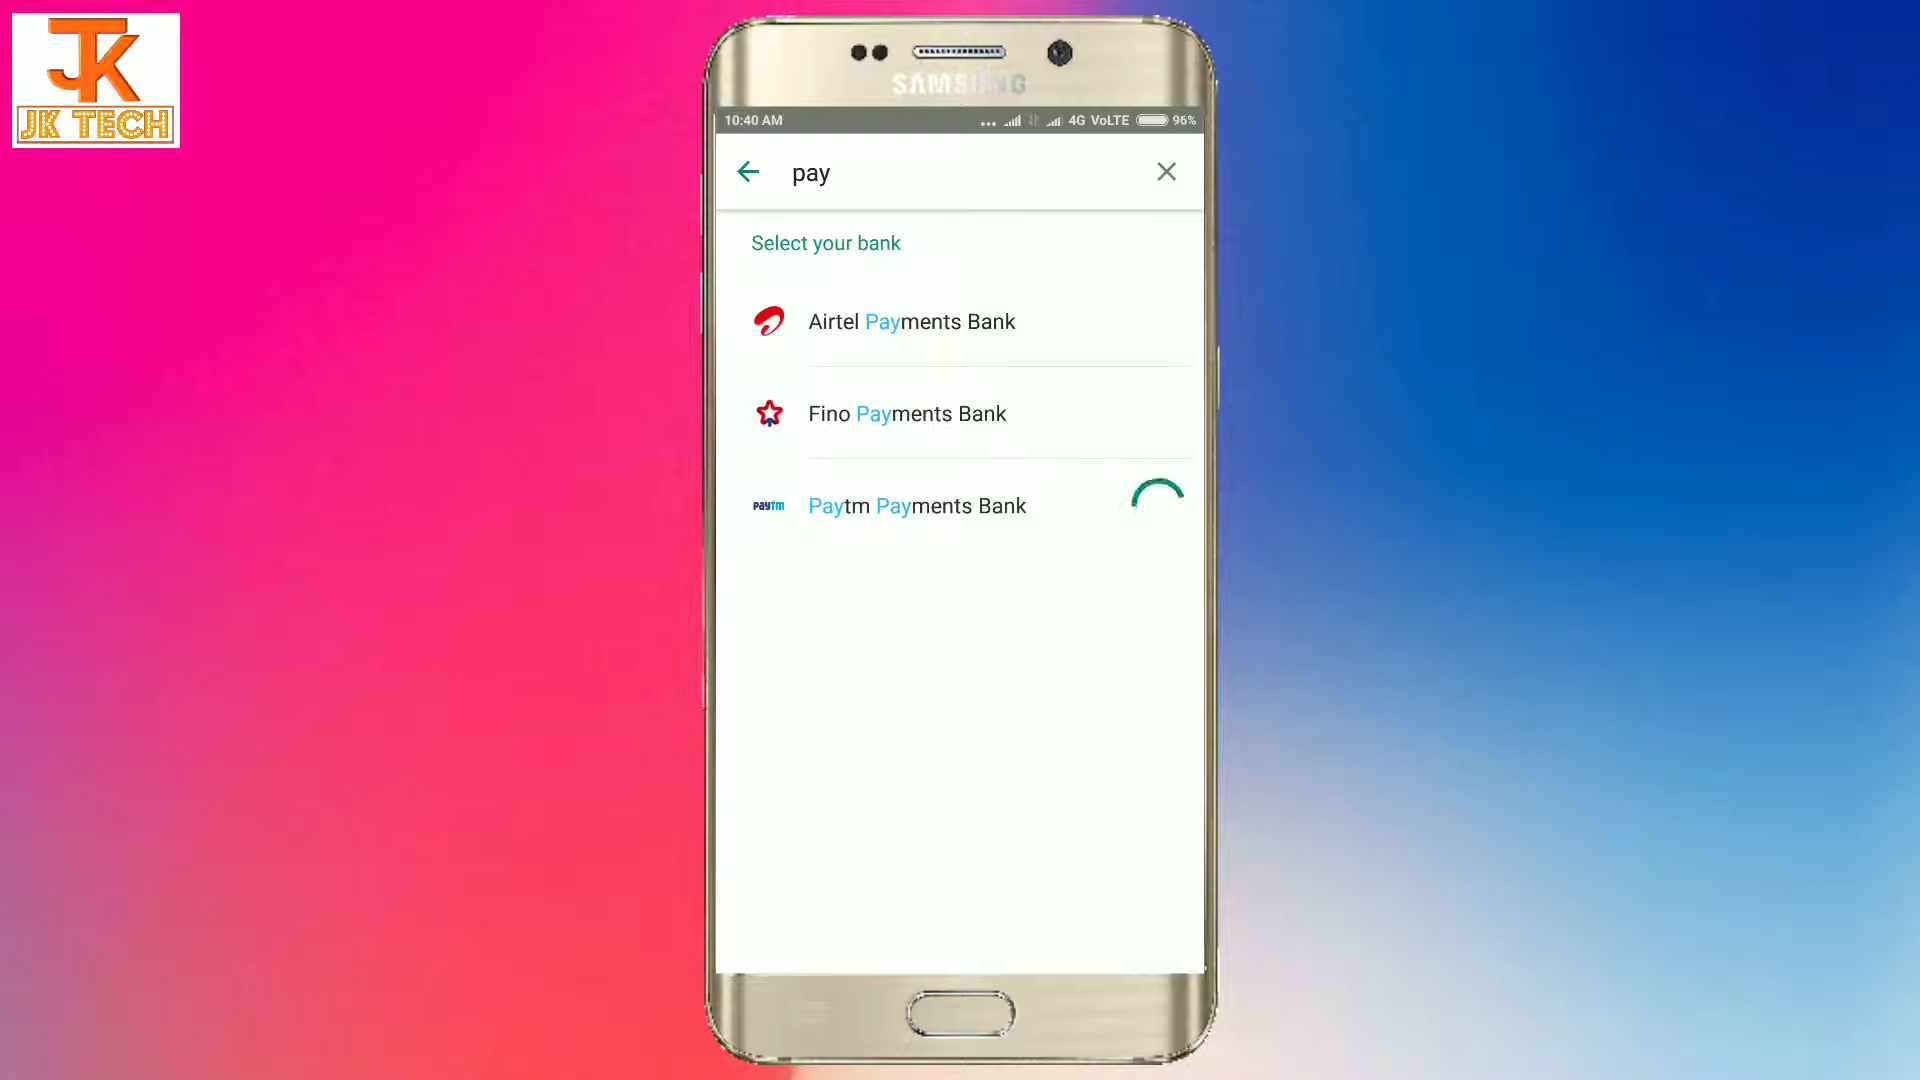 JK
JK TECH
SAMSUNG
10:40 AM
4G VoLTE 96%
pay
Select your bank
Airtel Payments Bank
Fino Payments Bank
paytm Paytm Payments Bank